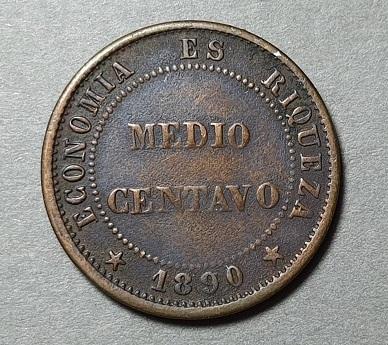 ECONOMIA ES RIQUEZA
MEDIO
CENTAVO
1890